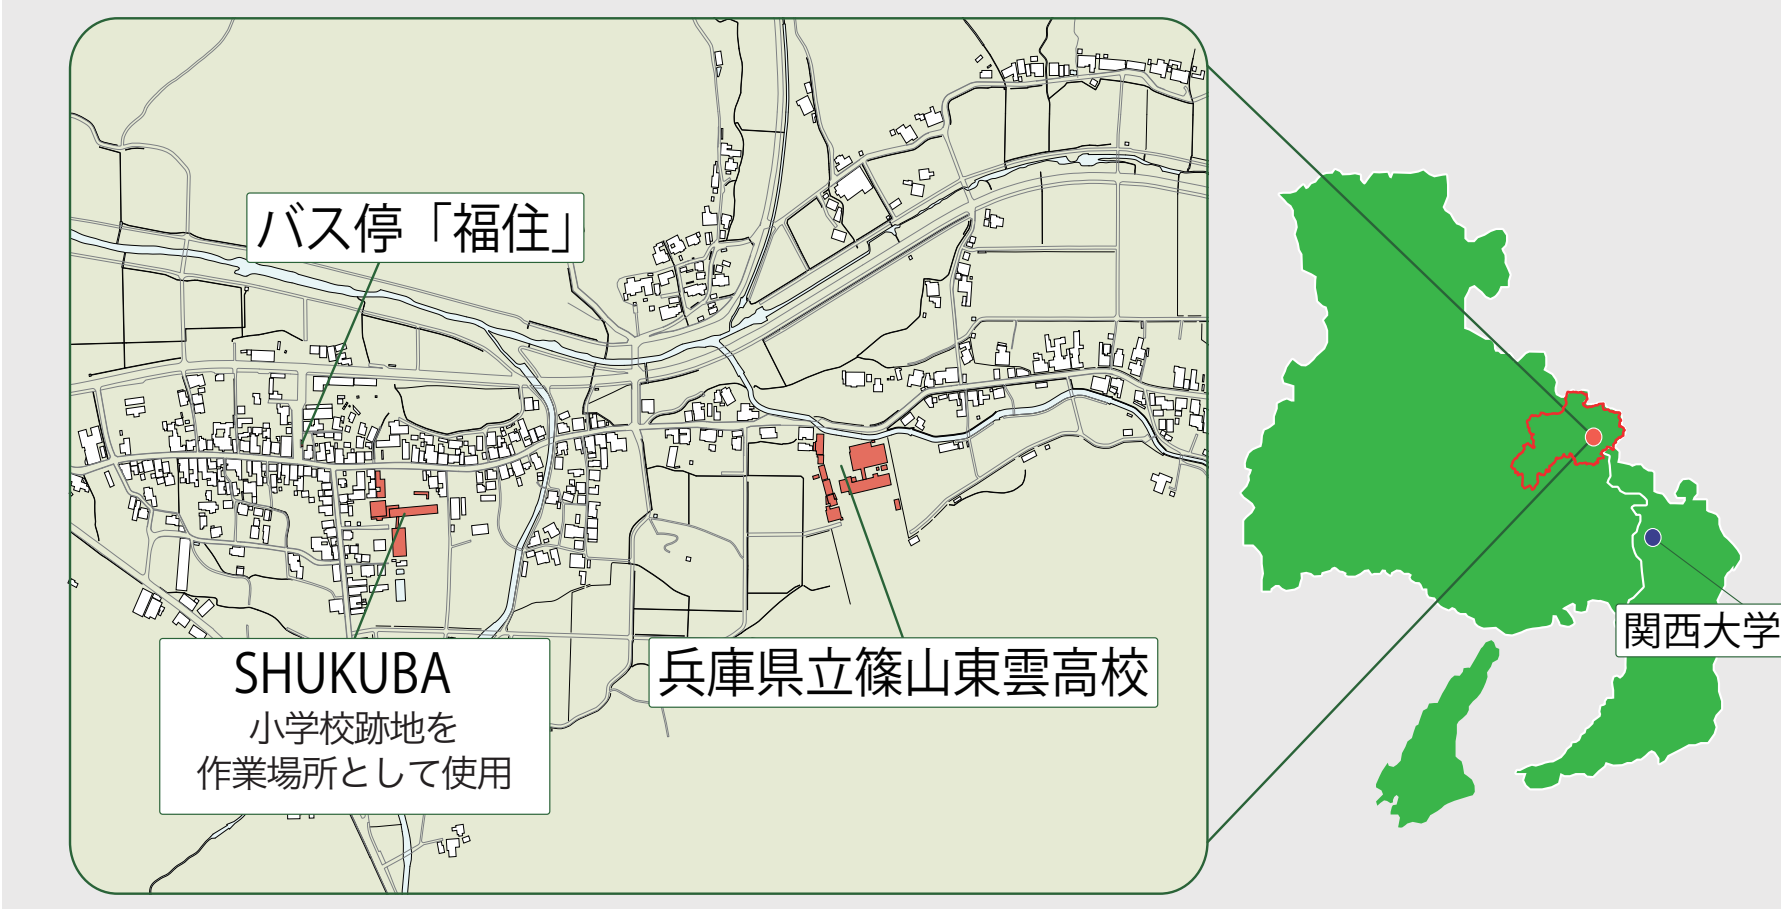 バス停「福住」
SHUKUBA
小学校跡地を
作業場所として使用
兵庫県立篠山東雲高校
関西大学